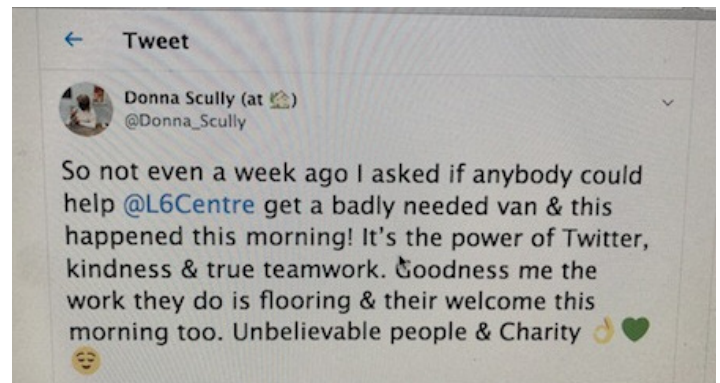 ← Tweet
Donna Scully (at 🏡)
@Donna_Scully
So not even a week ago I asked if anybody could
help @L6Centre get a badly needed van & this
happened this morning! It's the power of Twitter,
kindness & true teamwork. Goodness me the
work they do is flooring & their welcome this
morning too. Unbelievable people & Charity 👌💚
😌